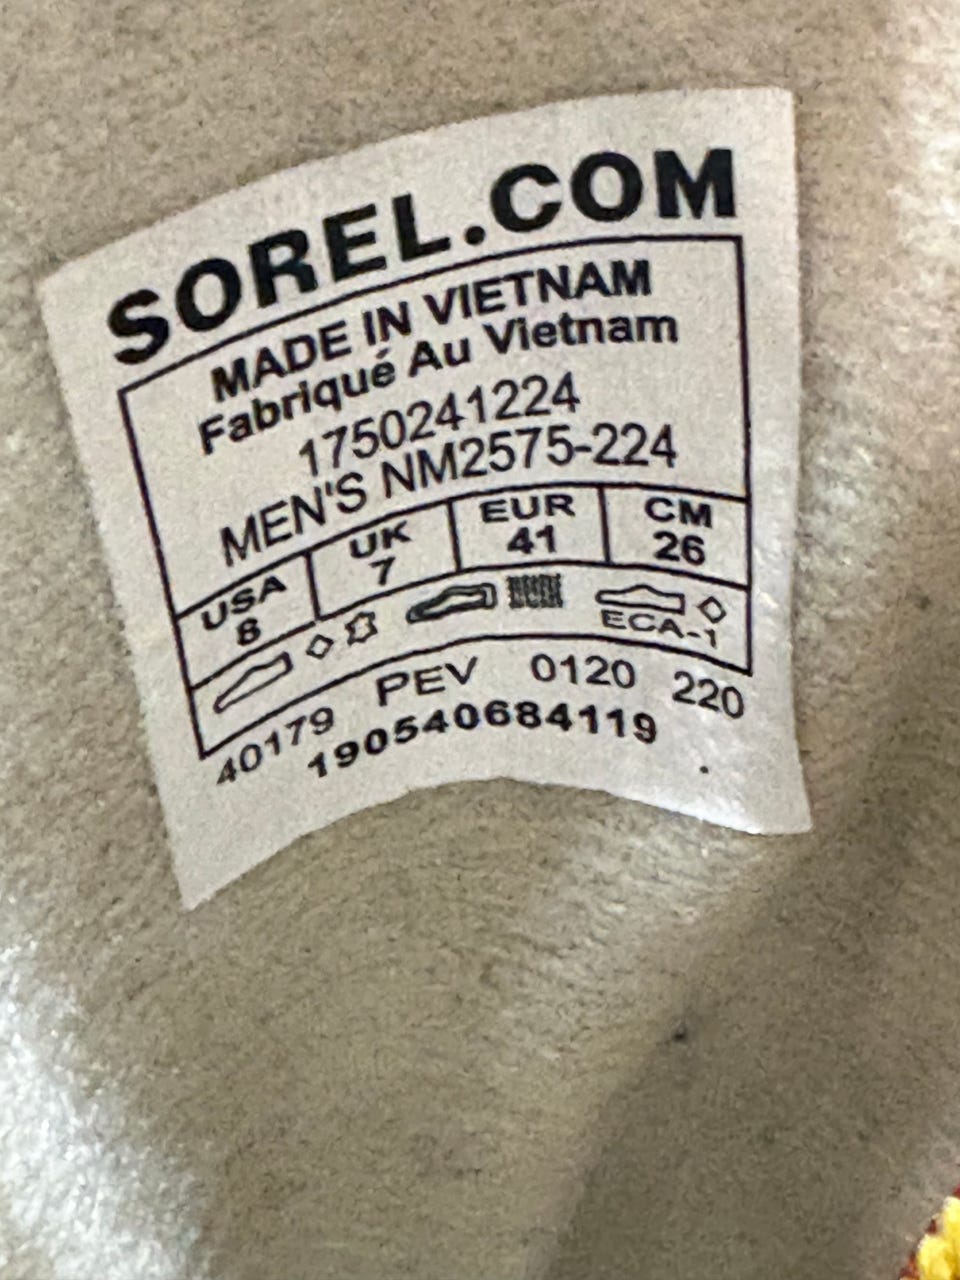 SOREL.COM
MADE IN VIETNAM
Fabriqué Au Vietnam
1750241224
MEN'S NM2575-224
USA UK EUR CM
8 7 41 26
ECA-1
40179 PEV 0120 220
190540684119